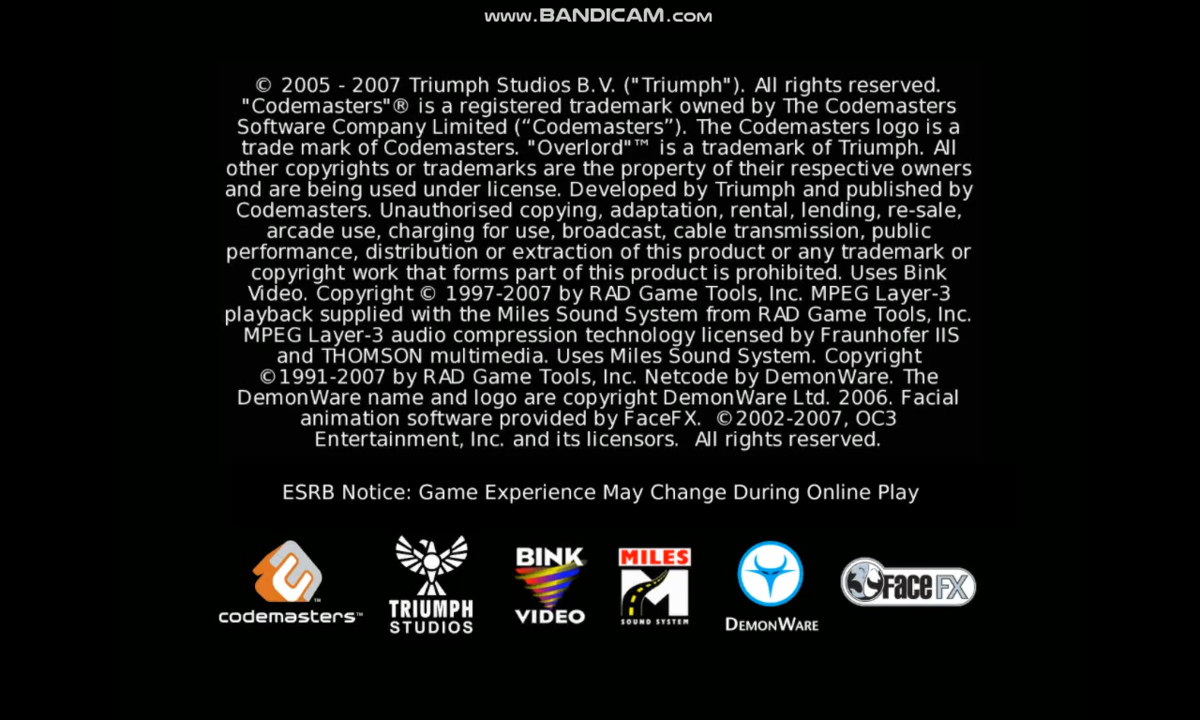 www.BANDICAM.com
© 2005 - 2007 Triumph Studios B.V. ("Triumph"). All rights reserved.
"Codemasters"® is a registered trademark owned by The Codemasters
Software Company Limited (“Codemasters”). The Codemasters logo is a
trade mark of Codemasters. "Overlord"™ is a trademark of Triumph. All
other copyrights or trademarks are the property of their respective owners
and are being used under license. Developed by Triumph and published by
Codemasters. Unauthorised copying, adaptation, rental, lending, re-sale,
arcade use, charging for use, broadcast, cable transmission, public
performance, distribution or extraction of this product or any trademark or
copyright work that forms part of this product is prohibited. Uses Bink
Video. Copyright © 1997-2007 by RAD Game Tools, Inc. MPEG Layer-3
playback supplied with the Miles Sound System from RAD Game Tools, Inc.
MPEG Layer-3 audio compression technology licensed by Fraunhofer IIS
and THOMSON multimedia. Uses Miles Sound System. Copyright
©1991-2007 by RAD Game Tools, Inc. Netcode by DemonWare. The
DemonWare name and logo are copyright DemonWare Ltd. 2006. Facial
animation software provided by FaceFX.  ©2002-2007, OC3
Entertainment, Inc. and its licensors.  All rights reserved.
ESRB Notice: Game Experience May Change During Online Play
codemasters™
TRIUMPH
STUDIOS
BINK
VIDEO
MILES
SOUND SYSTEM
DEMONWARE
FACE FX